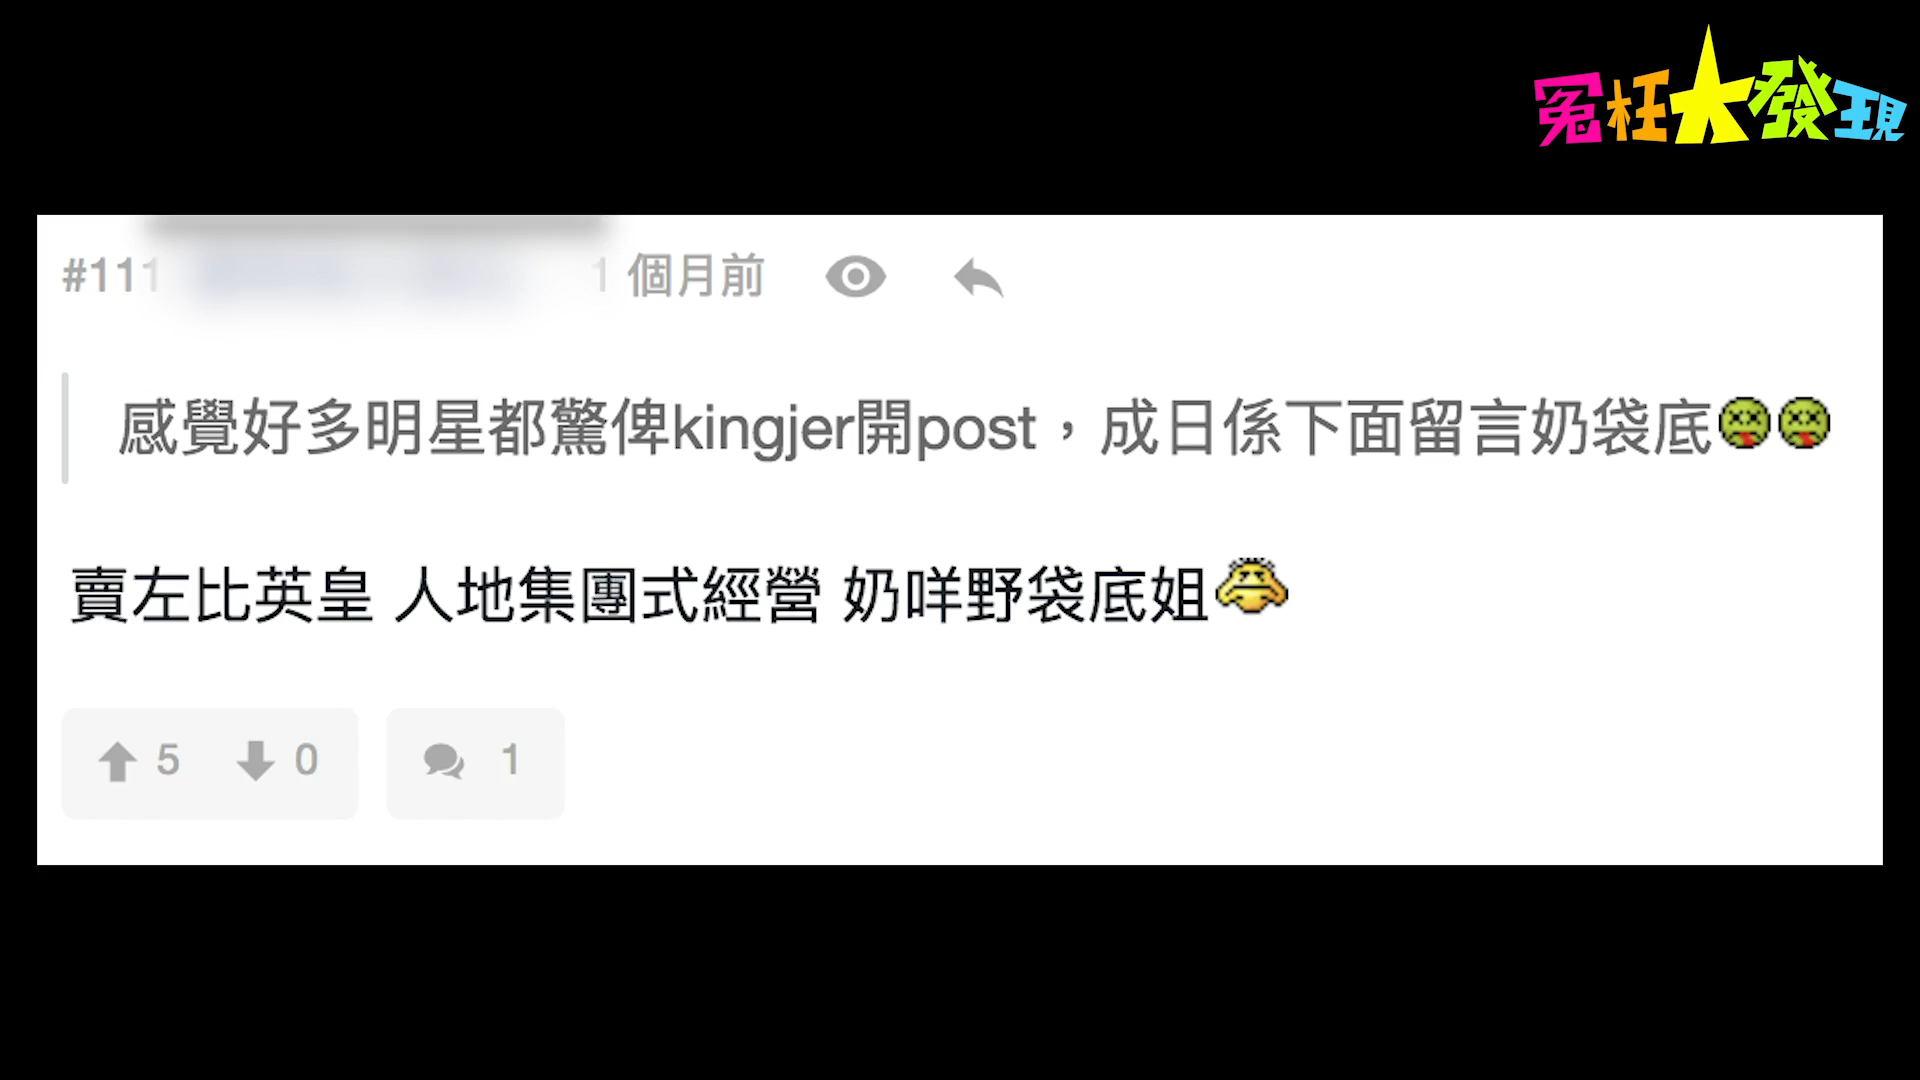 冤枉大發現
#111 1 個月前
感覺好多明星都驚俾kingjer開post，成日係下面留言奶袋底
賣左比英皇 人地集團式經營 奶咩野袋底姐
5 0 1